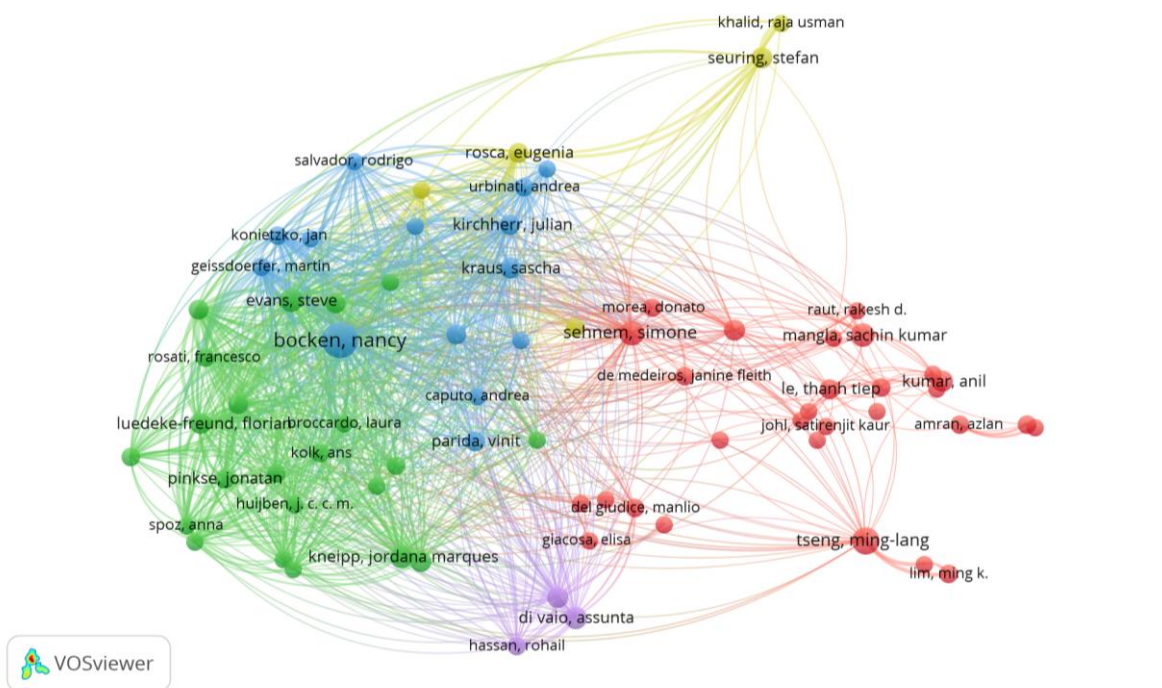 khalid, raja usman
seuring, stefan
rosca, eugenia
salvador, rodrigo
urbinati, andrea
kirchherr, julian
konietzko, jan
geissdoerfer, martin
kraus, sascha
evans, steve
morea, donato
raut, rakesh d.
sehnem, simone
mangla, sachin kumar
bocken, nancy
rosati, francesco
de medeiros, janine fleith
kumar, anil
le, thanh tiep
caputo, andrea
luedeke-freund, florian
broccardo, laura
johl, satirenjit kaur
amran, azlan
parida, vinit
kolk, ans
pinkse, jonatan
huijben, j. c. c. m.
del giudice, manlio
spoz, anna
giacosa, elisa
tseng, ming-lang
kneipp, jordana marques
lim, ming k.
di vaio, assunta
hassan, rohail
VOSviewer